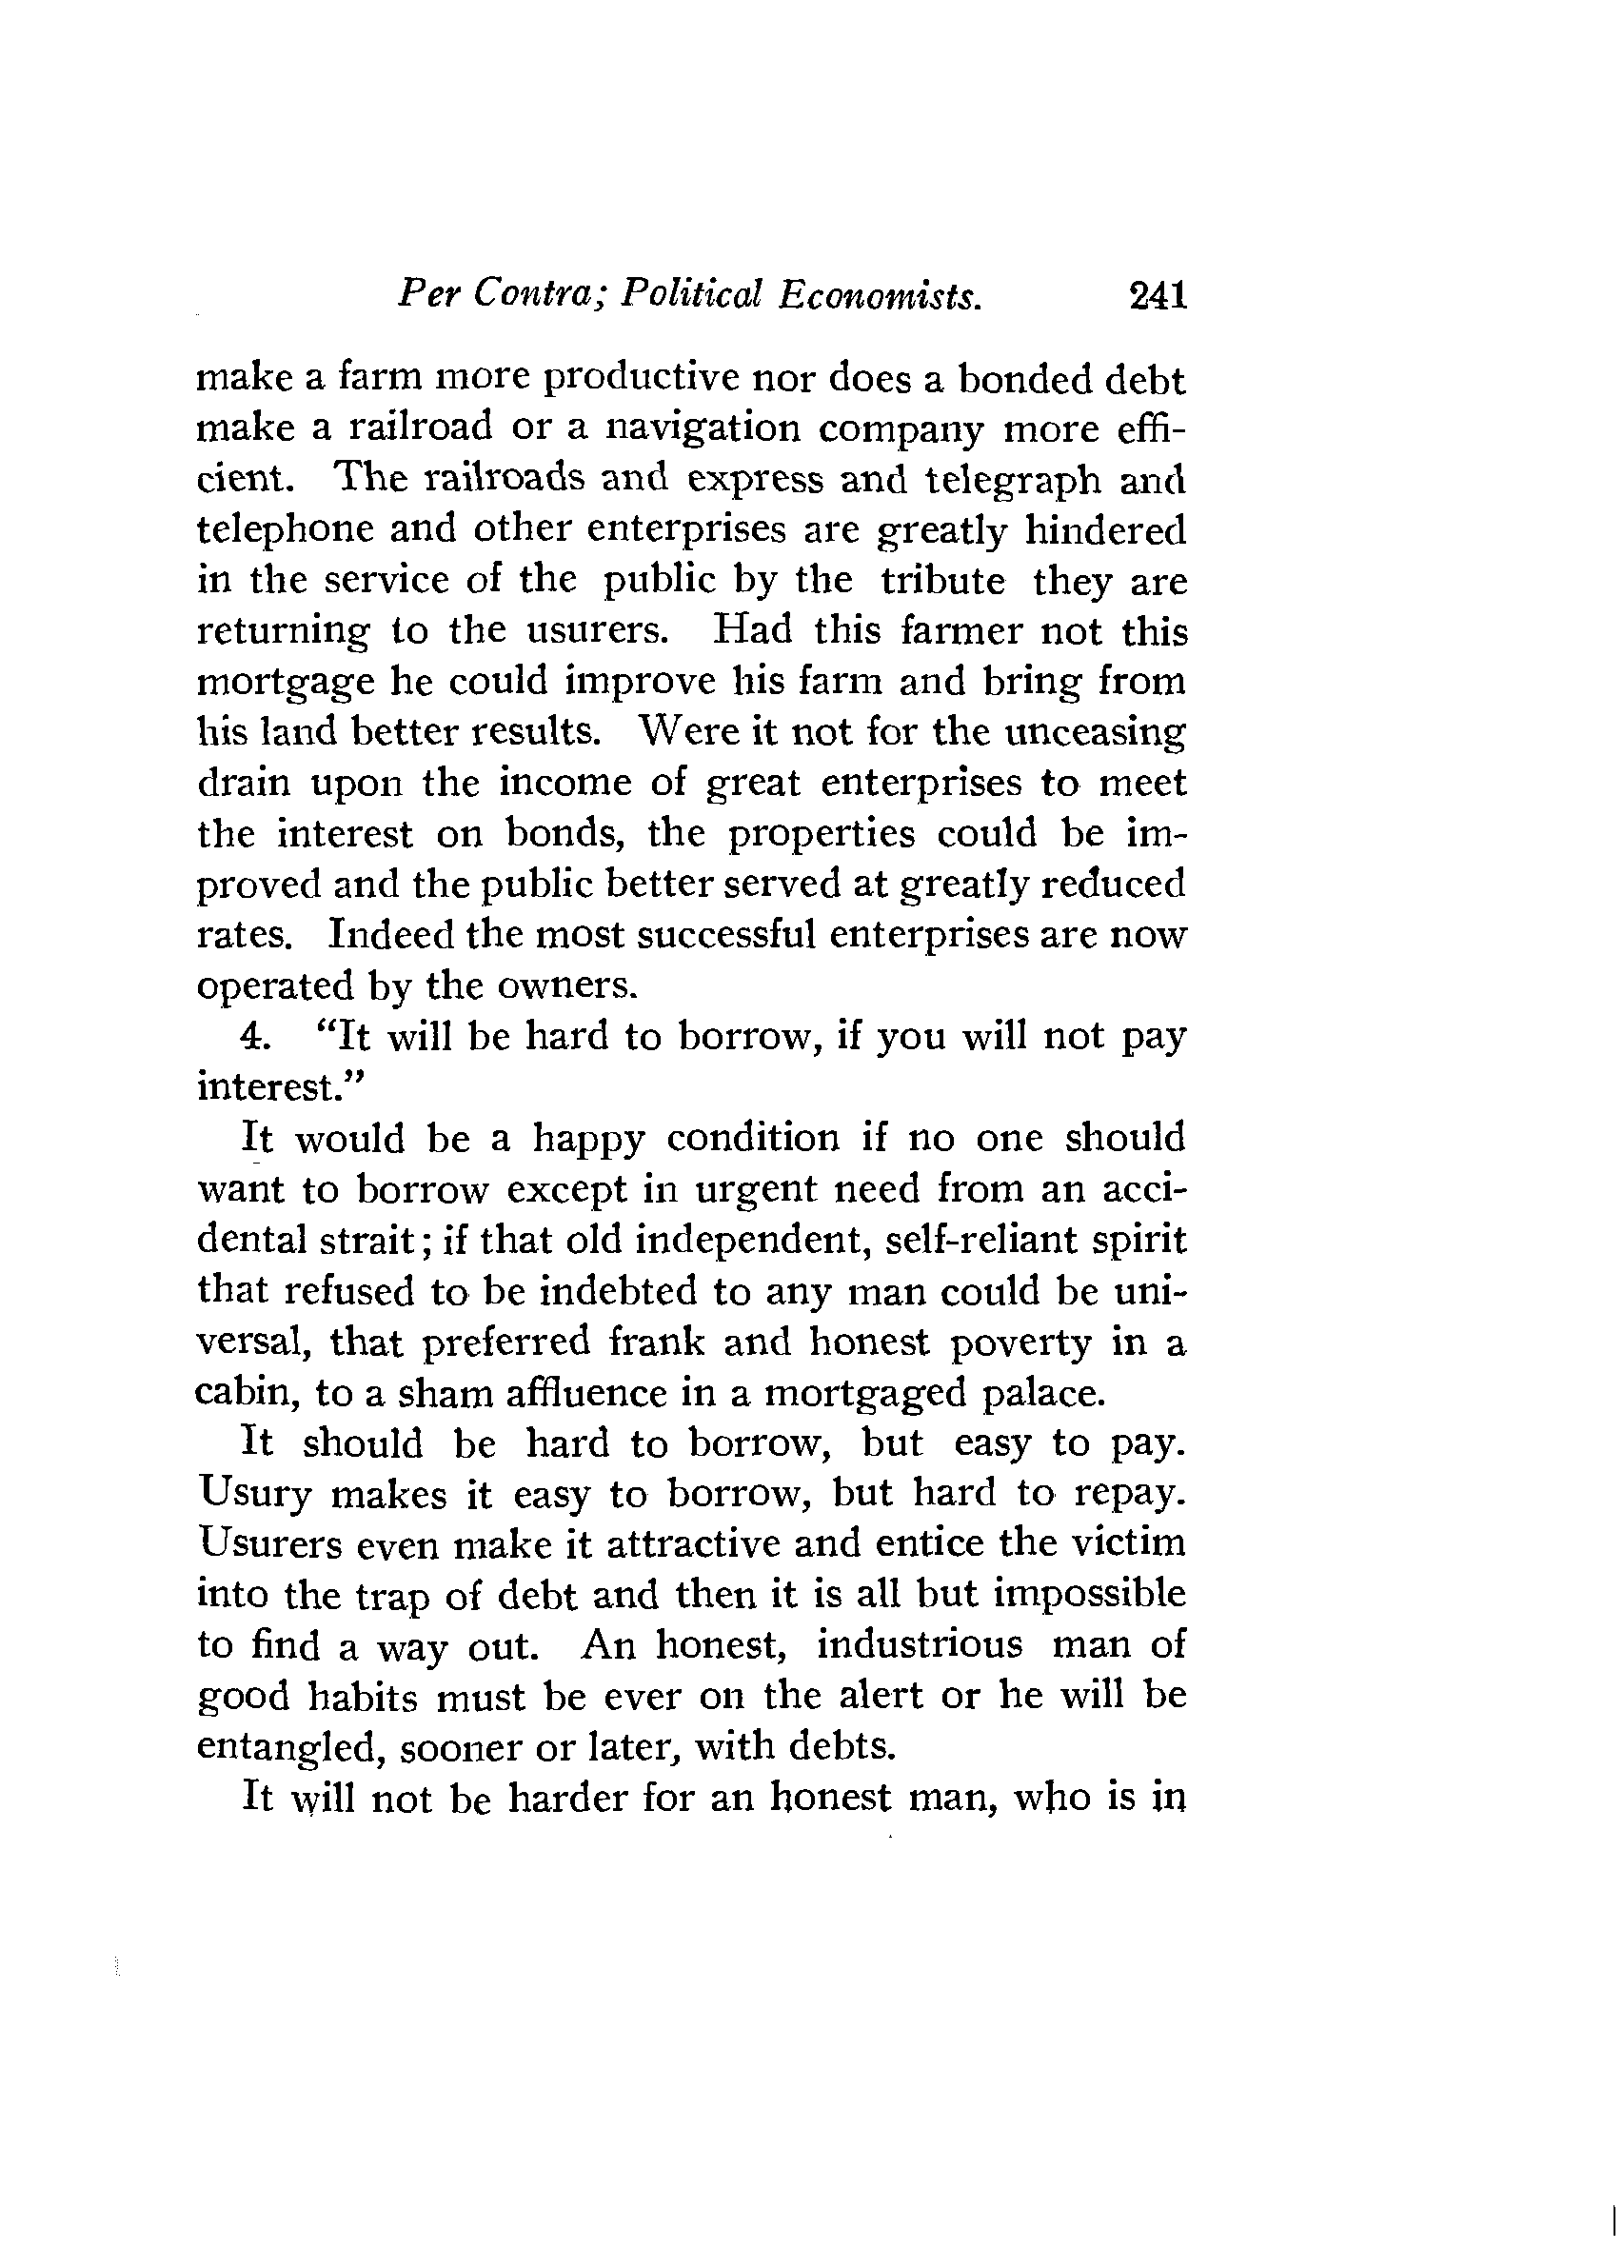 Per Contra; Political Economists. 241
make a farm more productive nor does a bonded debt
make a railroad or a navigation company more effi-
cient. The railroads and express and telegraph and
telephone and other enterprises are greatly hindered
in the service of the public by the tribute they are
returning to the usurers. Had this farmer not this
mortgage he could improve his farm and bring from
his land better results. Were it not for the unceasing
drain upon the income of great enterprises to meet
the interest on bonds, the properties could be im-
proved and the public better served at greatly reduced
rates. Indeed the most successful enterprises are now
operated by the owners.
4. “It will be hard to borrow, if you will not pay
interest.”
It would be a happy condition if no one should
want to borrow except in urgent need from an acci-
dental strait; if that old independent, self-reliant spirit
that refused to be indebted to any man could be uni-
versal, that preferred frank and honest poverty in a
cabin, to a sham affluence in a mortgaged palace.
It should be hard to borrow, but easy to pay.
Usury makes it easy to borrow, but hard to repay.
Usurers even make it attractive and entice the victim
into the trap of debt and then it is all but impossible
to find a way out. An honest, industrious man of
good habits must be ever on the alert or he will be
entangled, sooner or later, with debts.
It will not be harder for an honest man, who is in